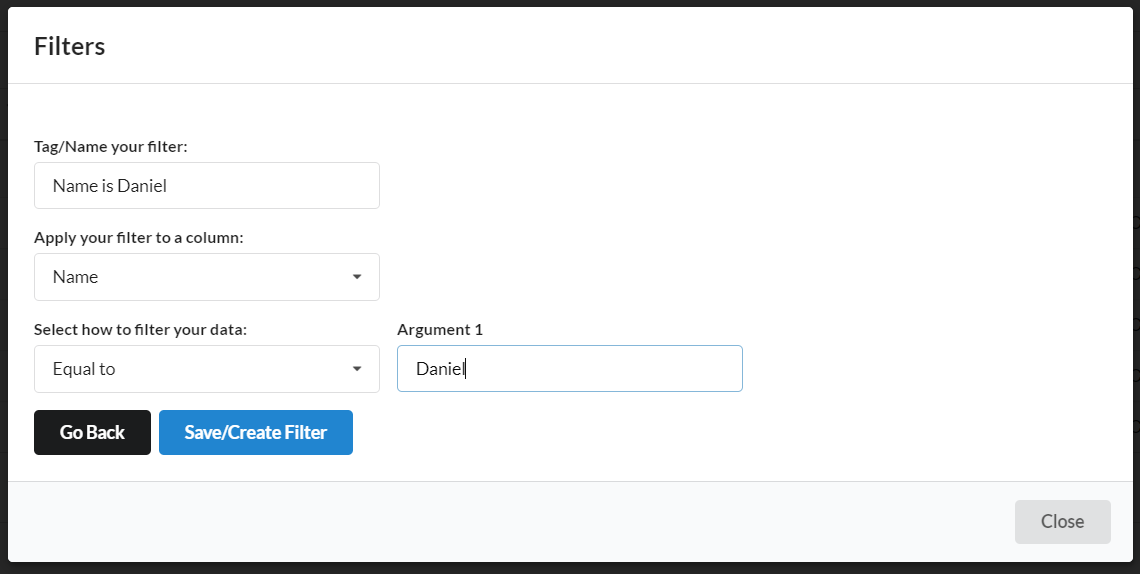 Filters
Tag/Name your filter:
Name is Daniel
Apply your filter to a column:
Name
Select how to filter your data: Argument 1
Equal to Daniel
Go Back Save/Create Filter
Close